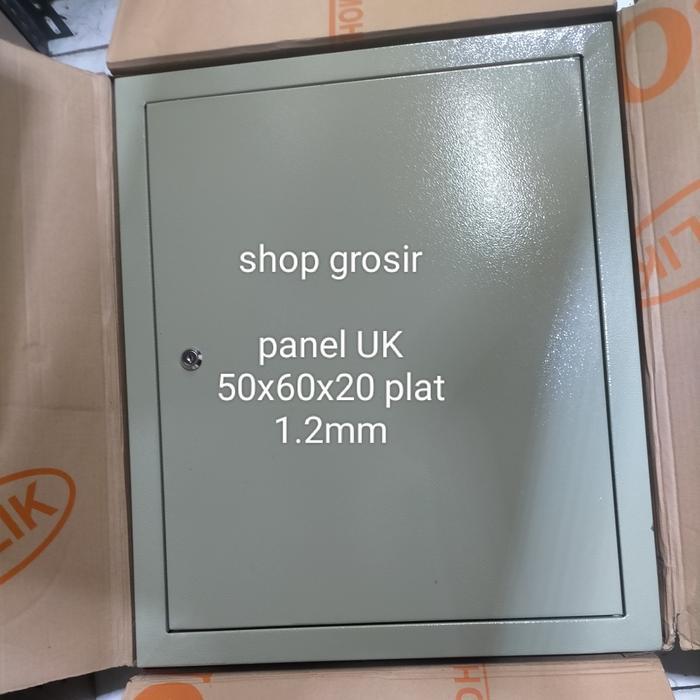 shop grosir
panel UK
50x60x20 plat
1.2mm